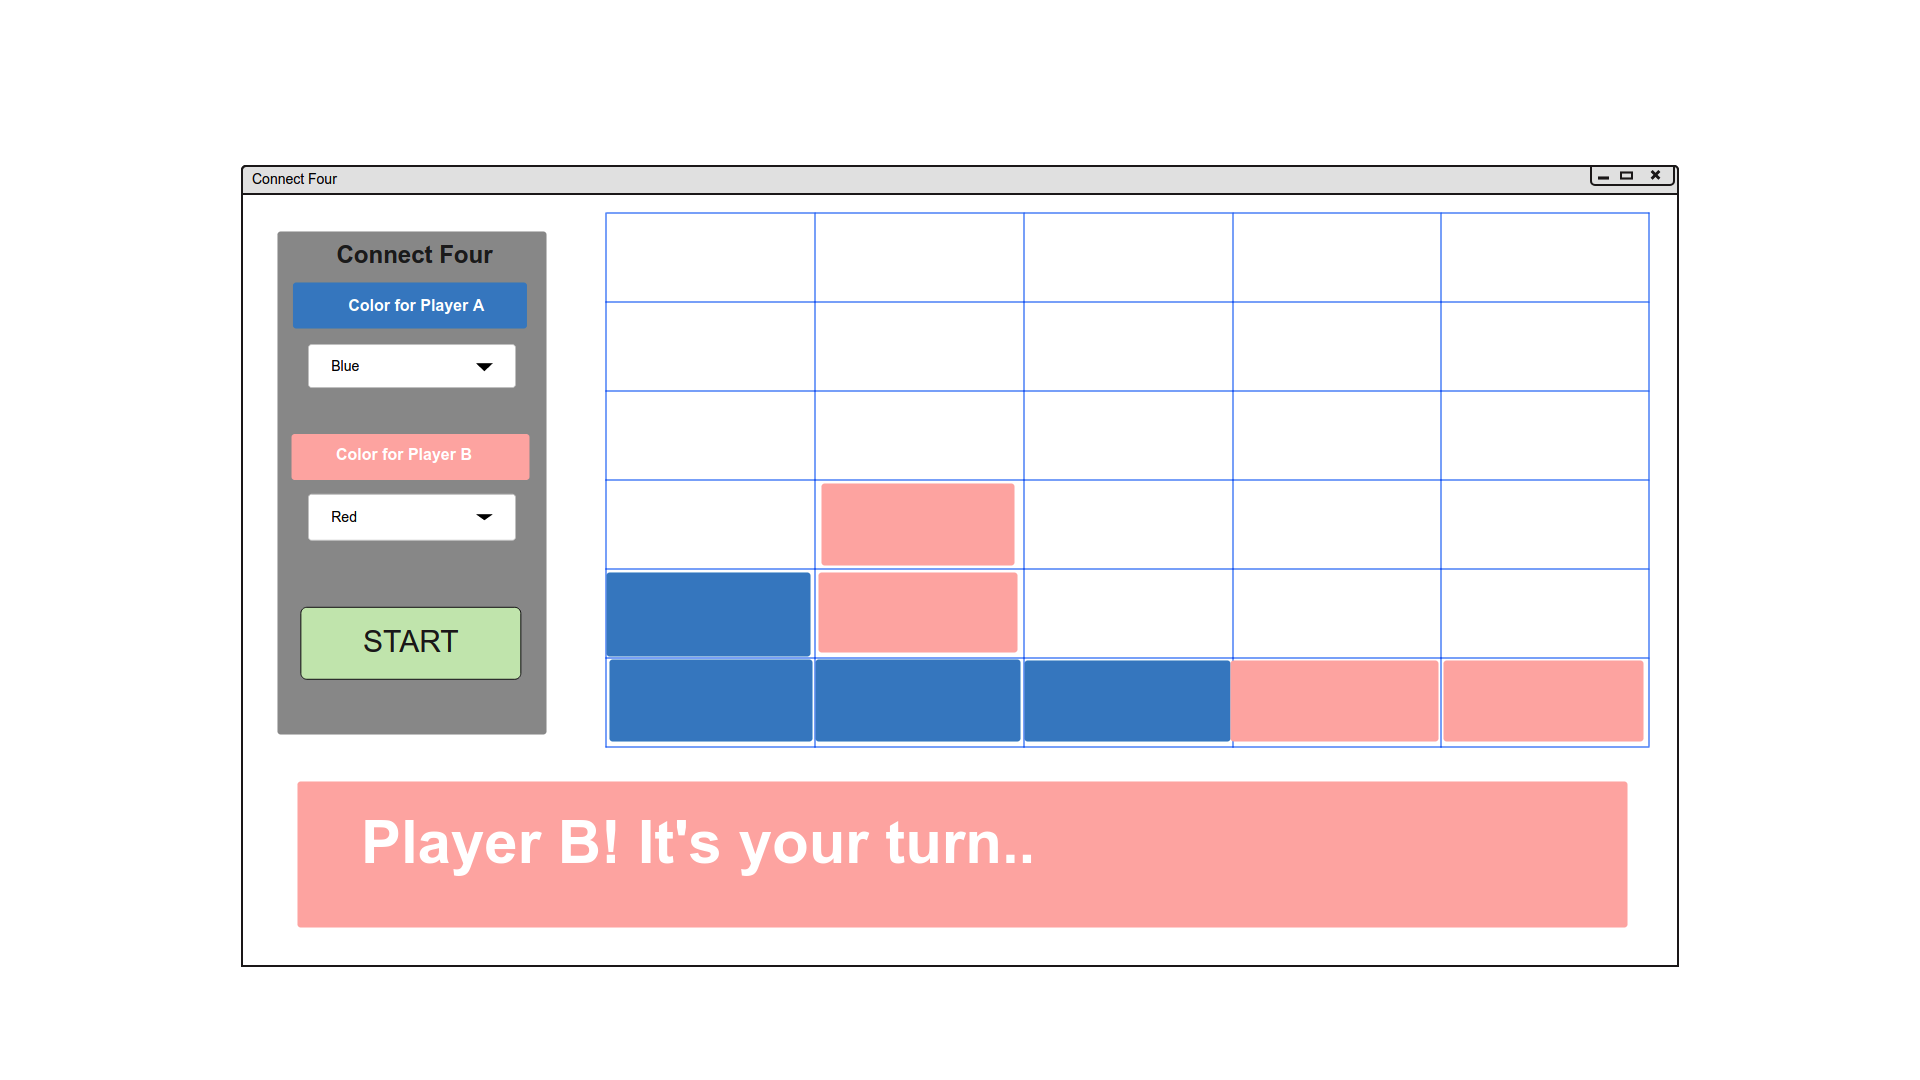 Connect Four
Connect Four
Color for Player A
Blue
Color for Player B
Red
START
Player B! It's your turn..